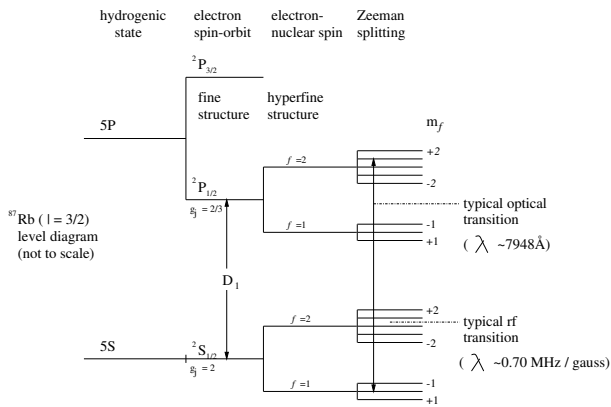 hydrogenic state
electron spin-orbit
electron-nuclear spin
Zeeman splitting
²P₃/₂
fine structure
hyperfine structure
m_f
5P
+2
f =2
-2
²P₁/₂
g_j = 2/3
⁸⁷Rb ( I = 3/2)
level diagram
(not to scale)
f =1
-1
+1
typical optical
transition
( λ ~7948Å)
D₁
+2
f =2
-2
typical rf
transition
( λ ~0.70 MHz / gauss)
5S
²S₁/₂
g_j = 2
f =1
-1
+1